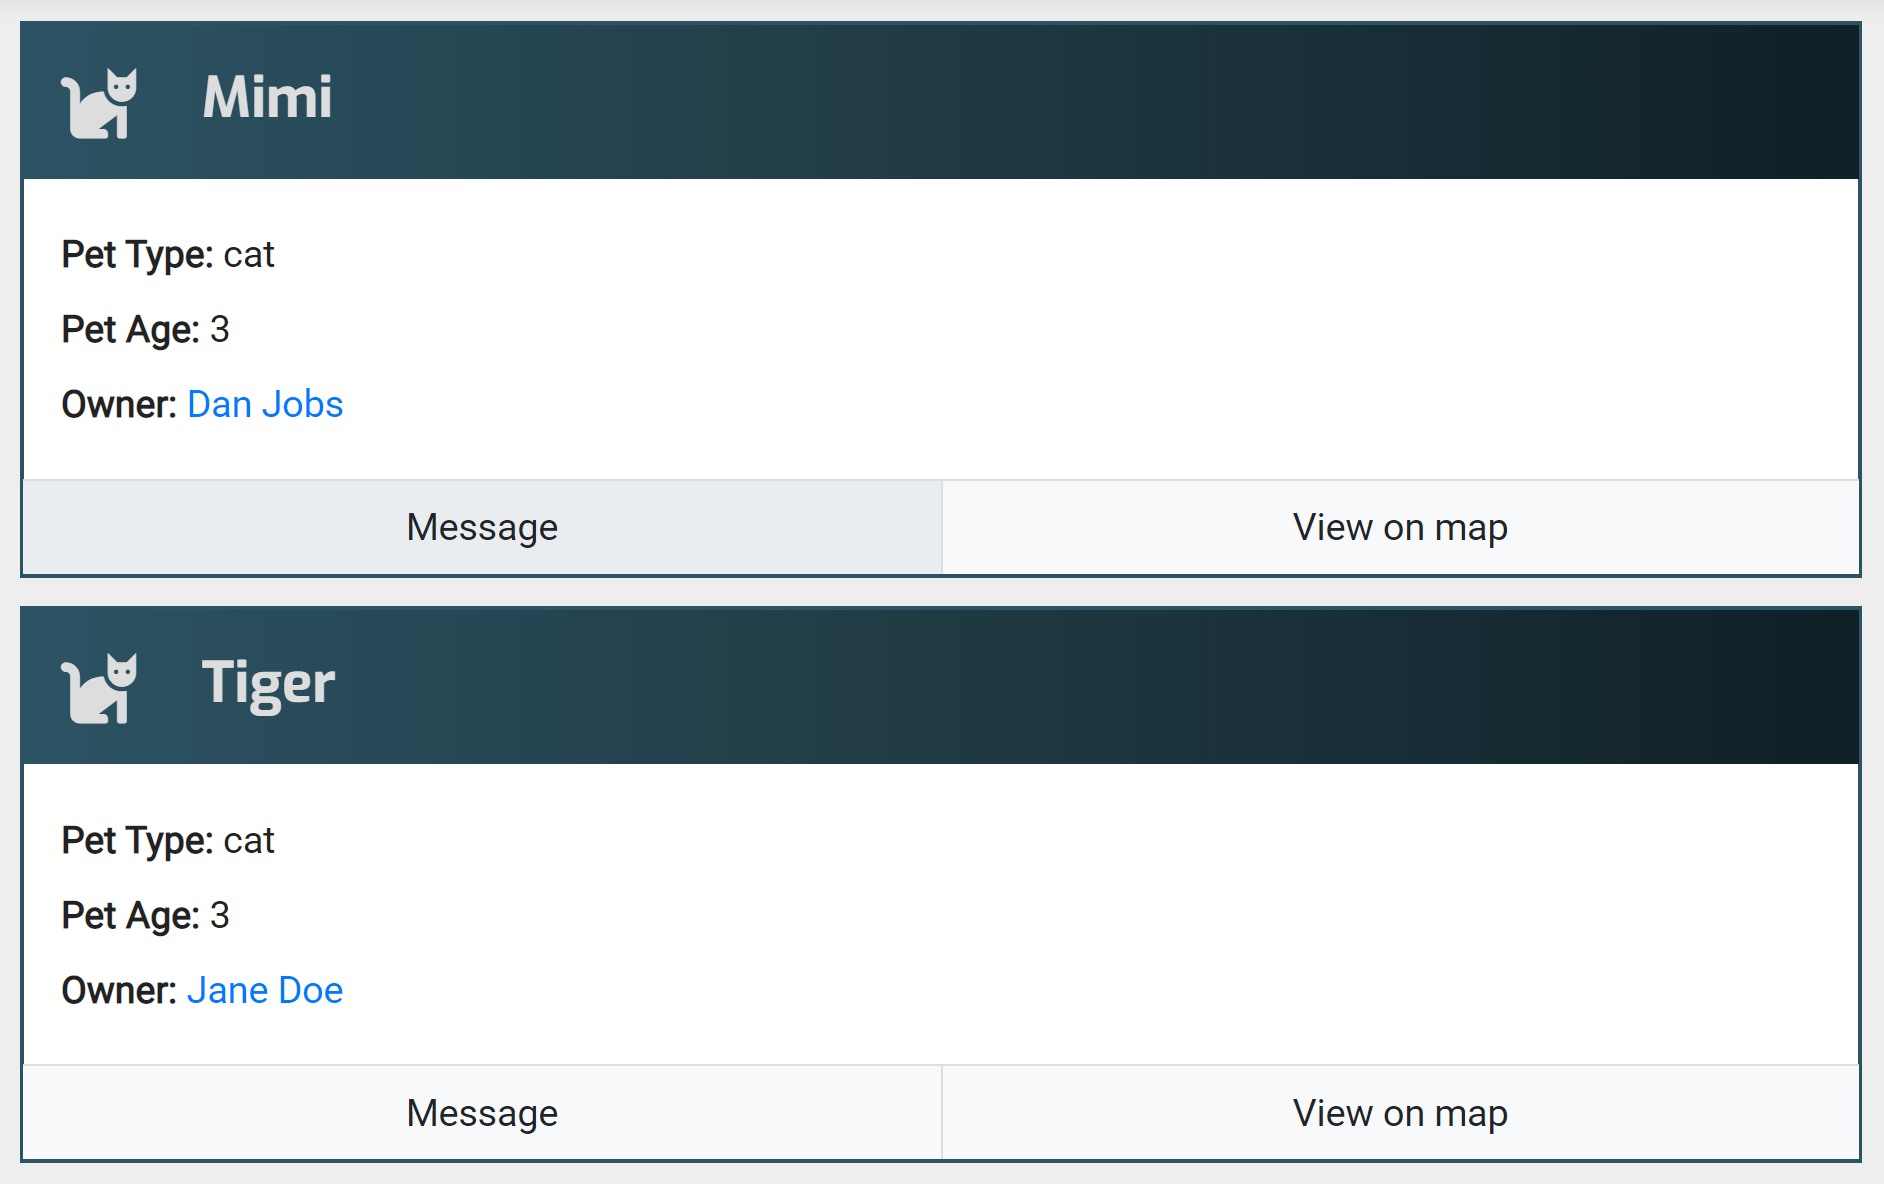 Mimi
Pet Type: cat
Pet Age: 3
Owner: Dan Jobs
Message
View on map
Tiger
Pet Type: cat
Pet Age: 3
Owner: Jane Doe
Message
View on map